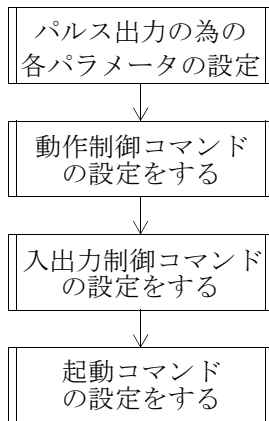 パルス出力の為の
各パラメータの設定
動作制御コマンド
の設定をする
入出力制御コマンド
の設定をする
起動コマンド
の設定をする